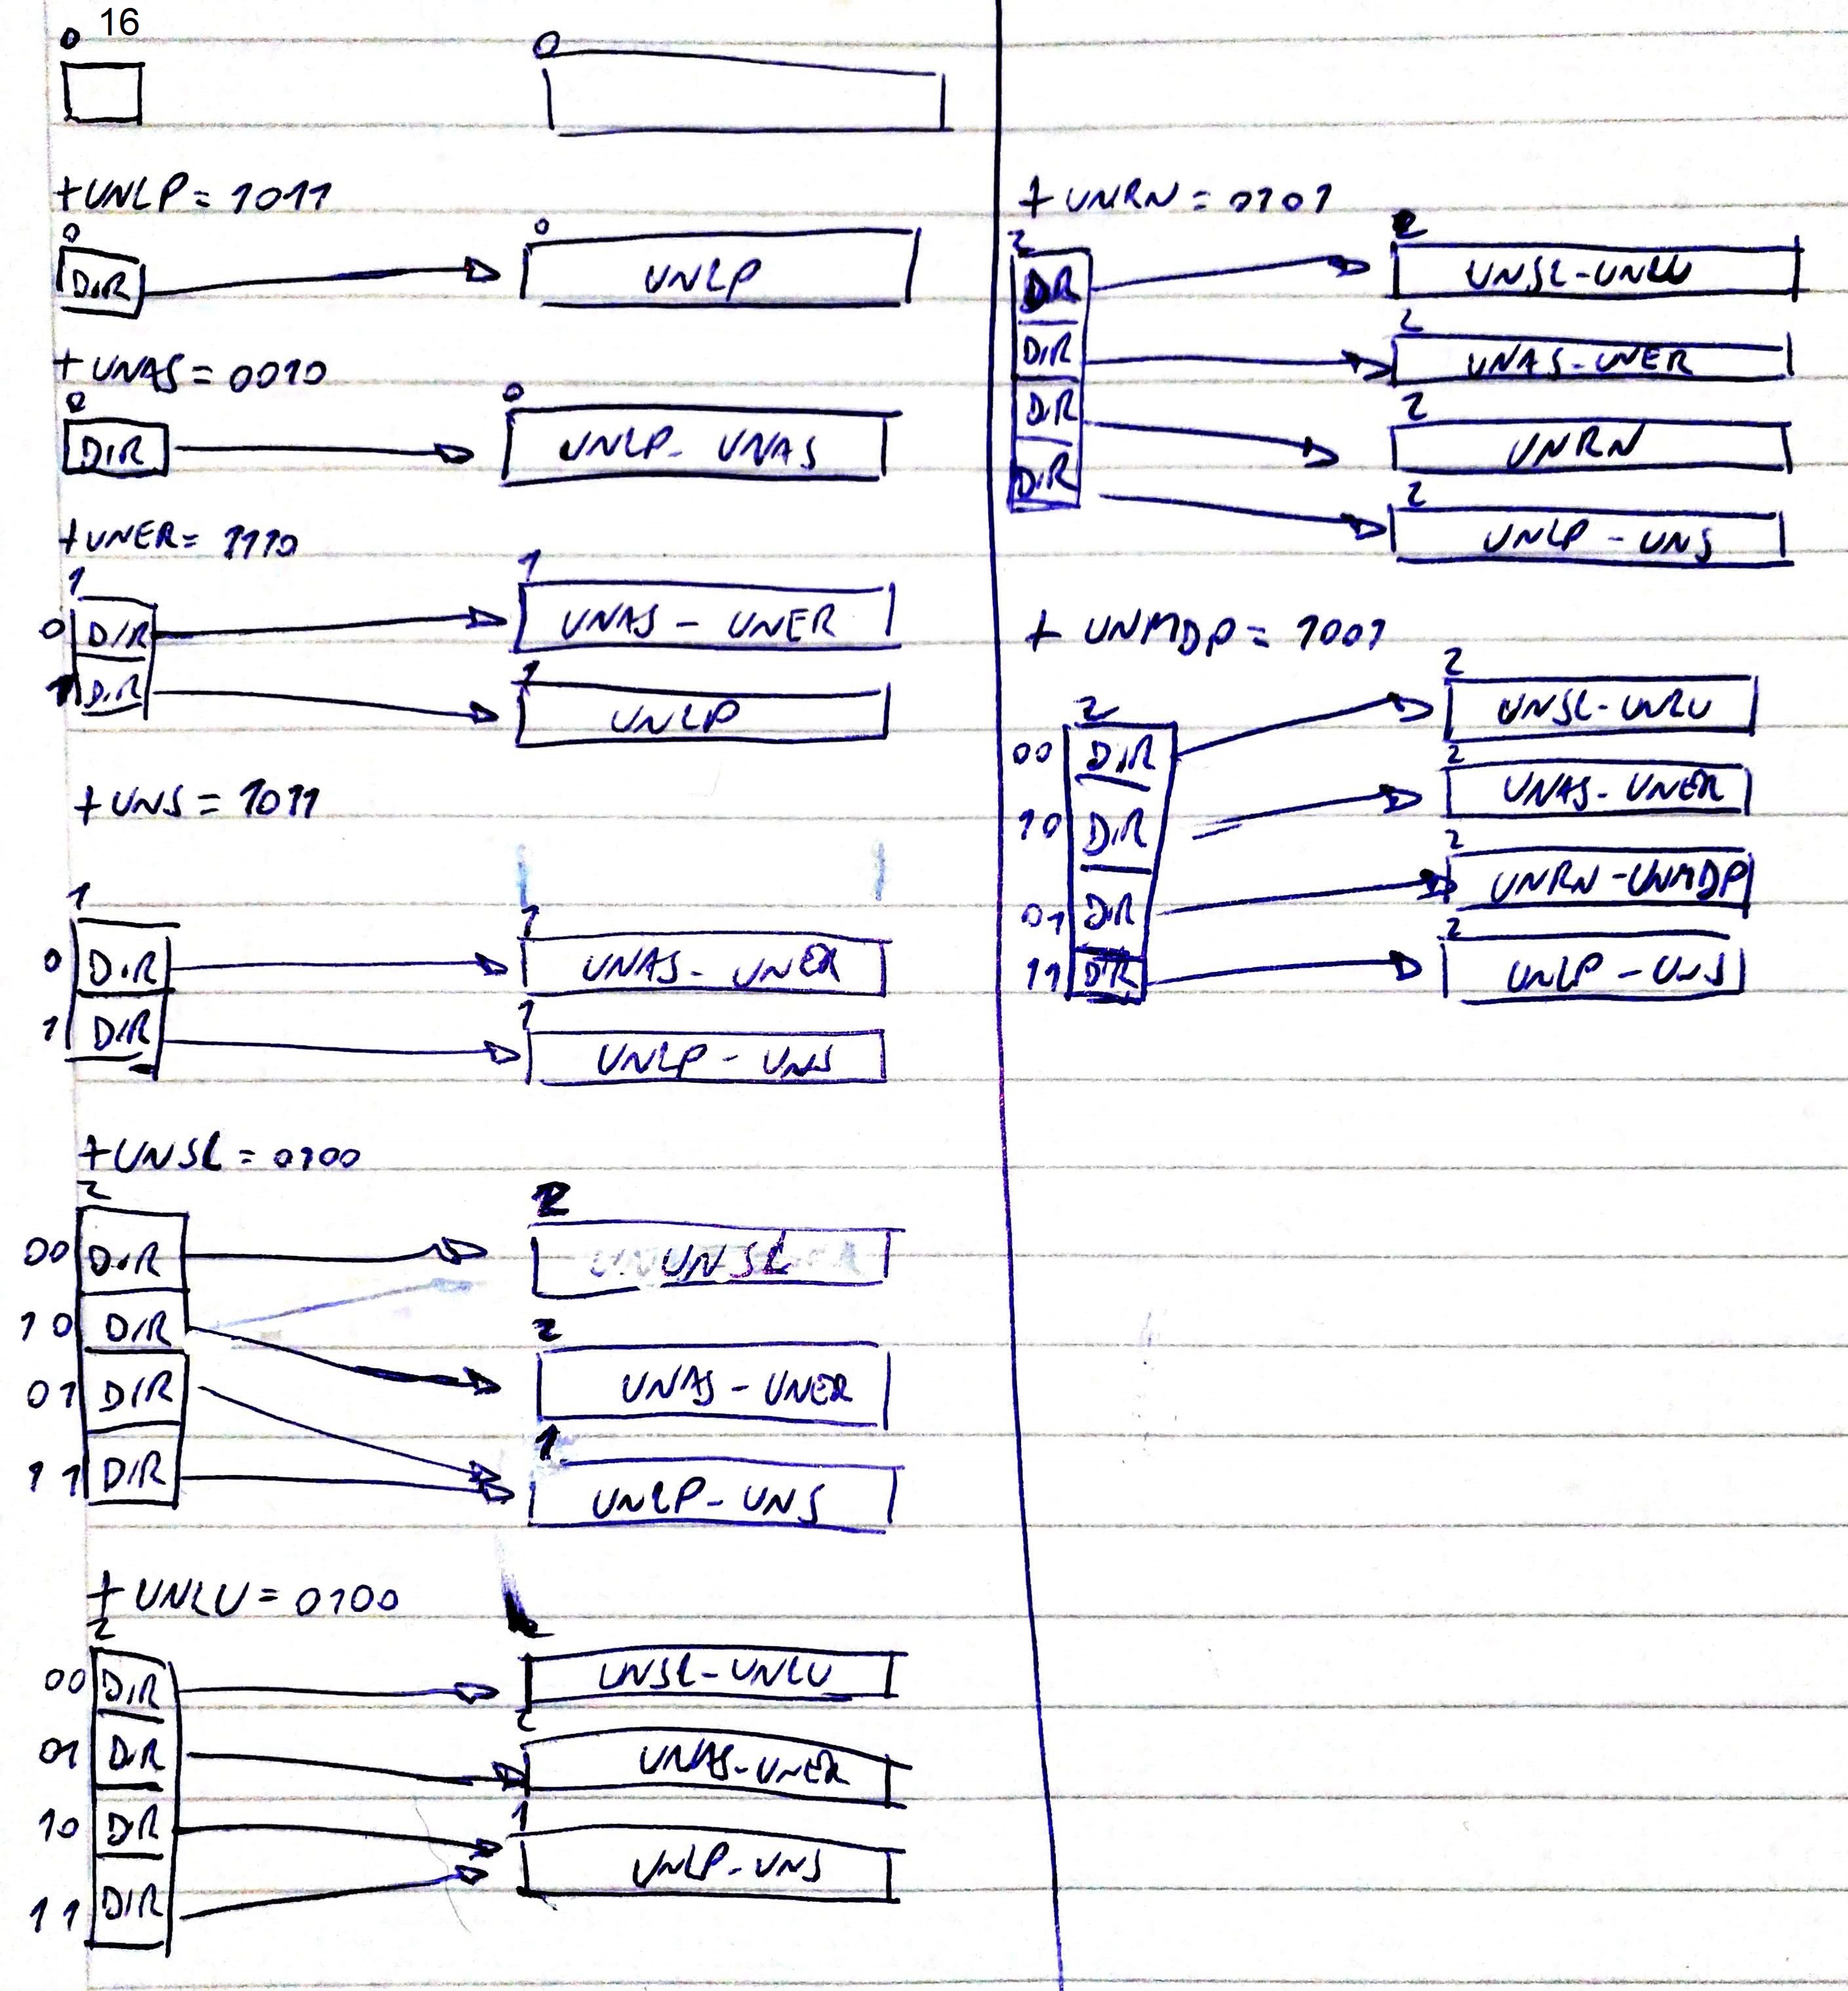 0 16
0
+UNLP = 1011
0 0
DIR UNLP
+UNAS = 0010
0 0
DIR UNLP - UNAS
+UNER = 1110
1 1
0 DIR UNAS - UNER
1
1 DIR UNLP
+UNS = 1011
1 1
0 DIR UNAS - UNER
1
1 DIR UNLP - UNS
+UNSL = 0100
2 2
00 DIR UNSL
2
10 DIR UNAS - UNER
01 DIR
1
11 DIR UNLP - UNS
+UNLU = 0100
2 2
00 DIR UNSL - UNLU
2
01 DIR UNAS - UNER
1
10 DIR UNLP - UNS
11 DIR
+ UNRN = 0101
2 2
DIR UNSL - UNLU
2
DIR UNAS - UNER
2
DIR UNRN
2
DIR UNLP - UNS
+ UNMDP = 1001
2 2
00 DIR UNSL - UNLU
2
10 DIR UNAS - UNER
2
01 DIR UNRN - UNMDP
2
11 DIR UNLP - UNS